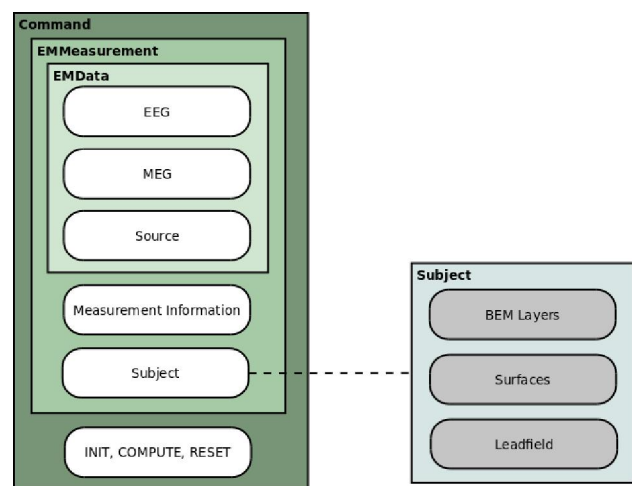 Command
EMMeasurement
EMData
EEG
MEG
Source
Measurement Information
Subject
INIT, COMPUTE, RESET
Subject
BEM Layers
Surfaces
Leadfield